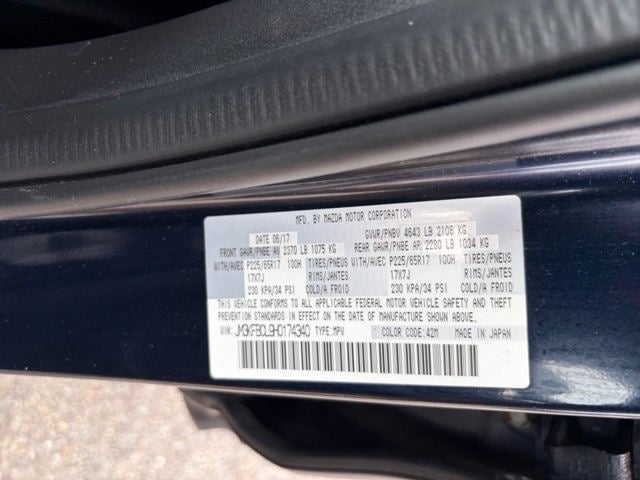 MFD. BY MAZDA MOTOR CORPORATION
DATE 06/17 GVWR/PNBV 4643 LB 2106 KG
FRONT GAWR/PNBE AV 2370 LB 1075 KG REAR GAWR/PNBE AR 2280 LB 1034 KG
WITH/AVEC P225/65R17 100H TIRES/PNEUS WITH/AVEC P225/65R17 100H TIRES/PNEUS
17X7J RIMS/JANTES 17X7J RIMS/JANTES
230 KPA/34 PSI COLD/A FROID 230 KPA/34 PSI COLD/A FROID
THIS VEHICLE CONFORMS TO ALL APPLICABLE FEDERAL MOTOR VEHICLE SAFETY AND THEFT
PREVENTION STANDARDS IN EFFECT ON THE DATE OF MANUFACTURE SHOWN ABOVE.
VIN: JM3KFBCL9H0174340 TYPE:MPV COLOR CODE:42M MADE IN JAPAN